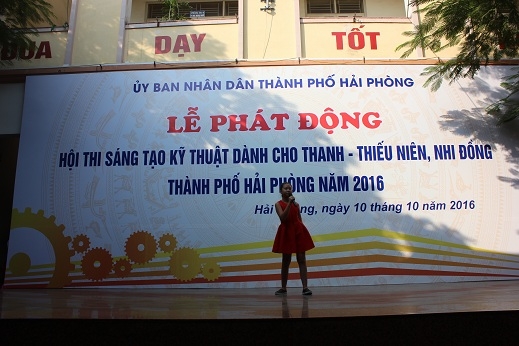 ĐUA DẠY TỐT
ỦY BAN NHÂN DÂN THÀNH PHỐ HẢI PHÒNG
LỄ PHÁT ĐỘNG
HỘI THI SÁNG TẠO KỸ THUẬT DÀNH CHO THANH - THIẾU NIÊN, NHI ĐỒNG
THÀNH PHỐ HẢI PHÒNG NĂM 2016
Hải Phòng, ngày 10 tháng 10 năm 2016